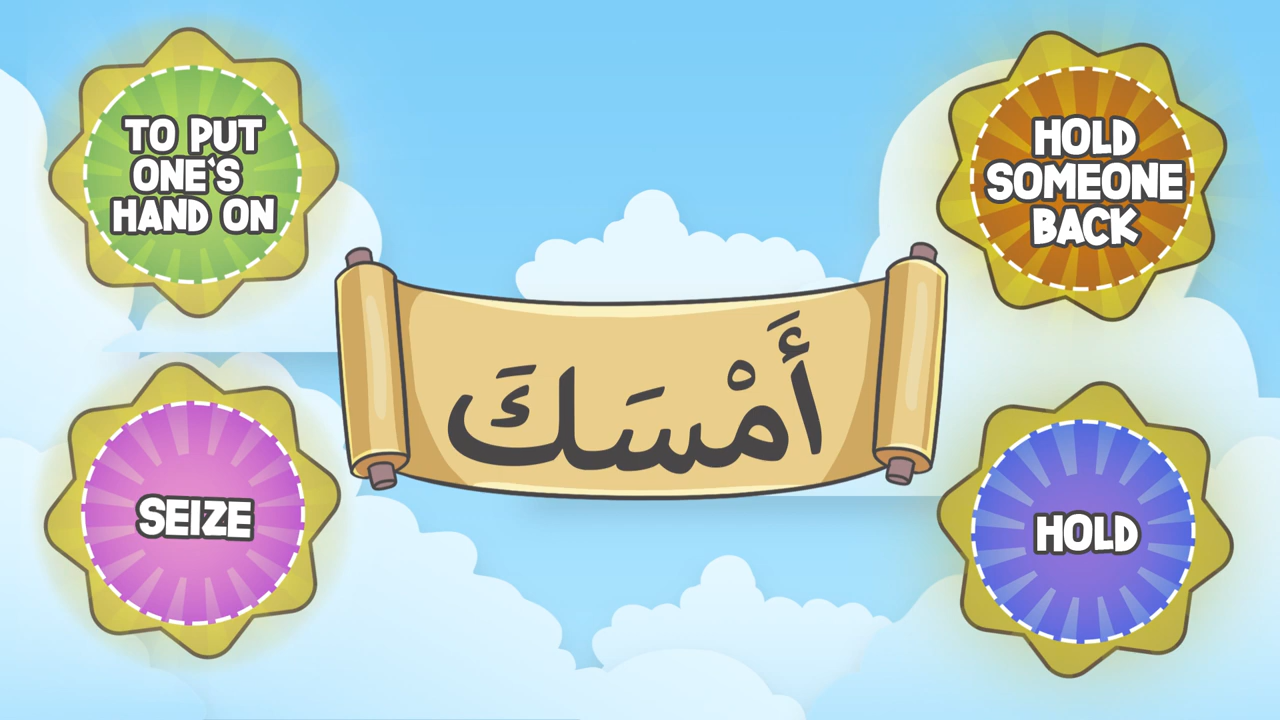 TO PUT
ONE'S
HAND ON
HOLD
SOMEONE
BACK
أَمْسَكَ
SEIZE
HOLD